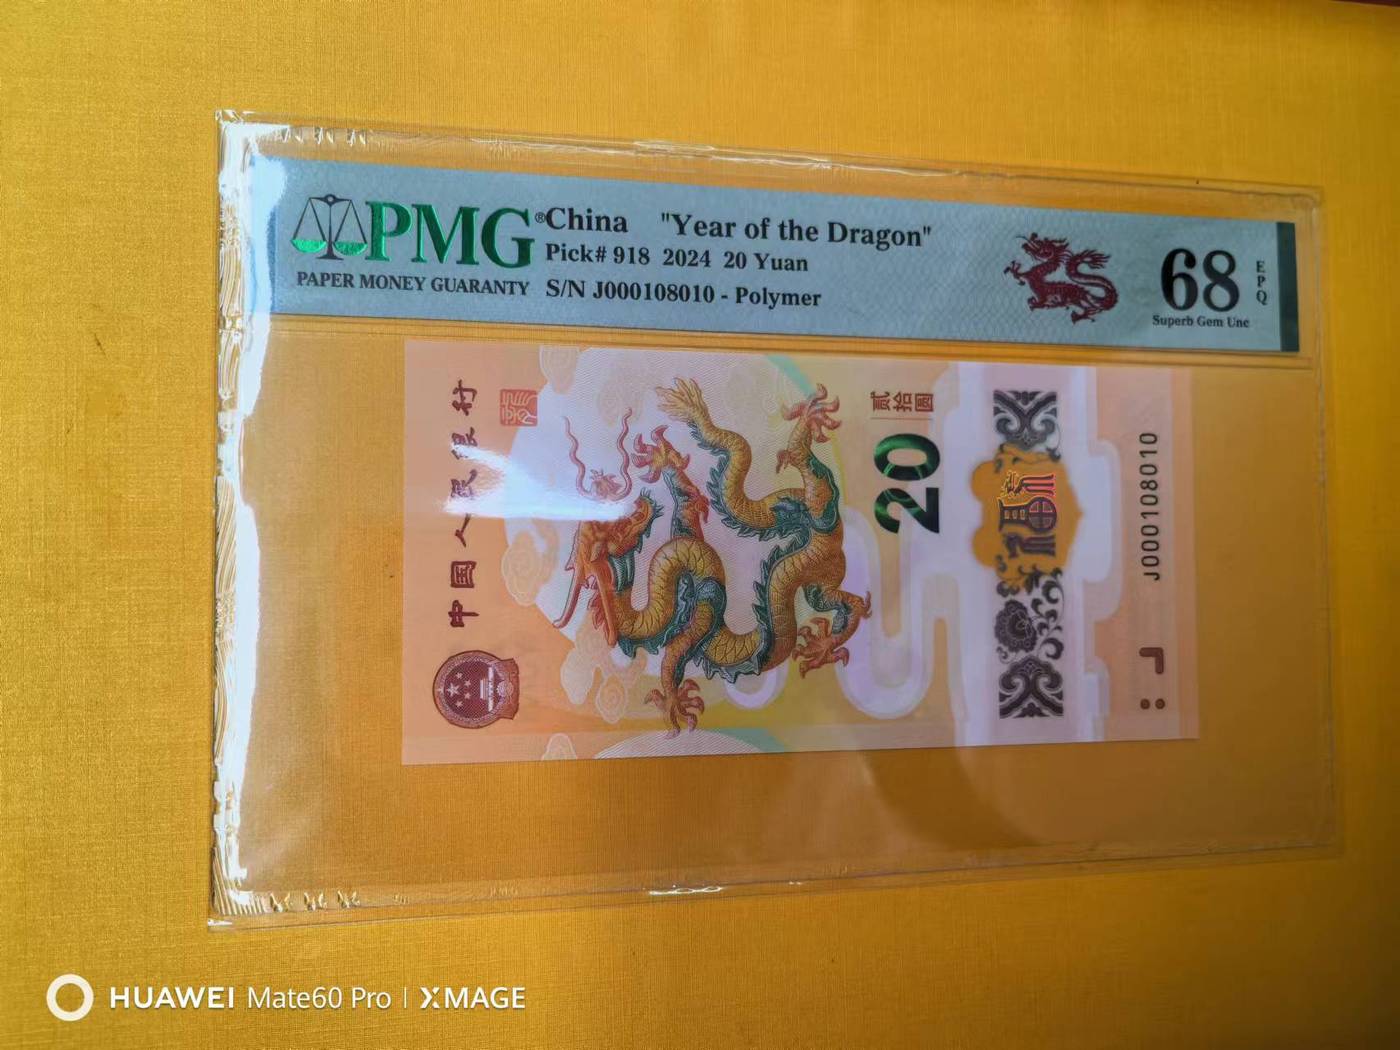 PMG®
PAPER MONEY GUARANTY
China "Year of the Dragon"
Pick# 918 2024 20 Yuan
S/N J000108010 - Polymer
68
EPQ
Superb Gem Unc
中国人民银行
贰拾圆
20
福
J000108010
HUAWEI Mate60 Pro | XMAGE